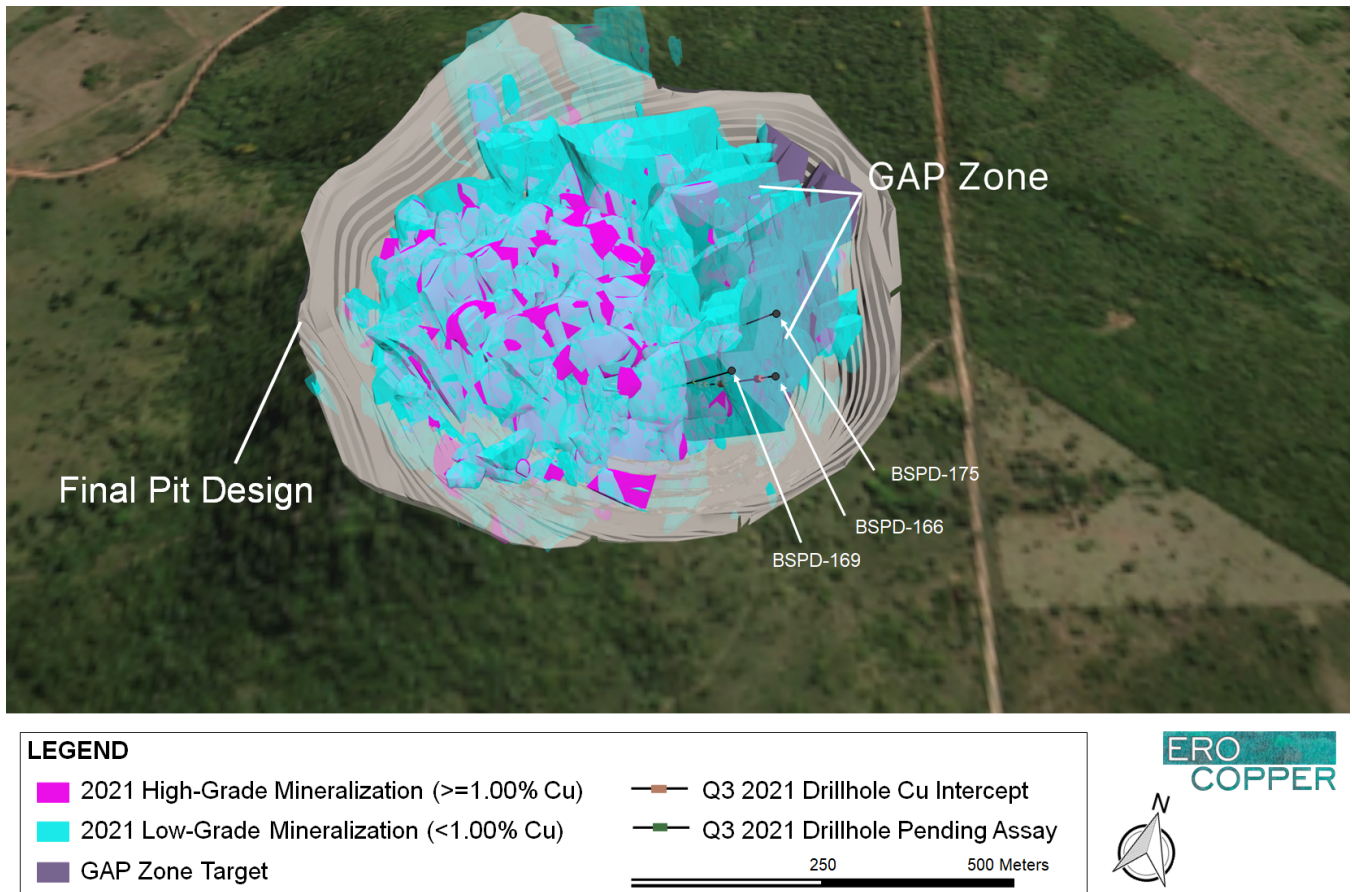 GAP Zone
Final Pit Design
BSPD-175
BSPD-166
BSPD-169
LEGEND
2021 High-Grade Mineralization (>=1.00% Cu)
2021 Low-Grade Mineralization (<1.00% Cu)
GAP Zone Target
Q3 2021 Drillhole Cu Intercept
Q3 2021 Drillhole Pending Assay
250 500 Meters
ERO
COPPER
N